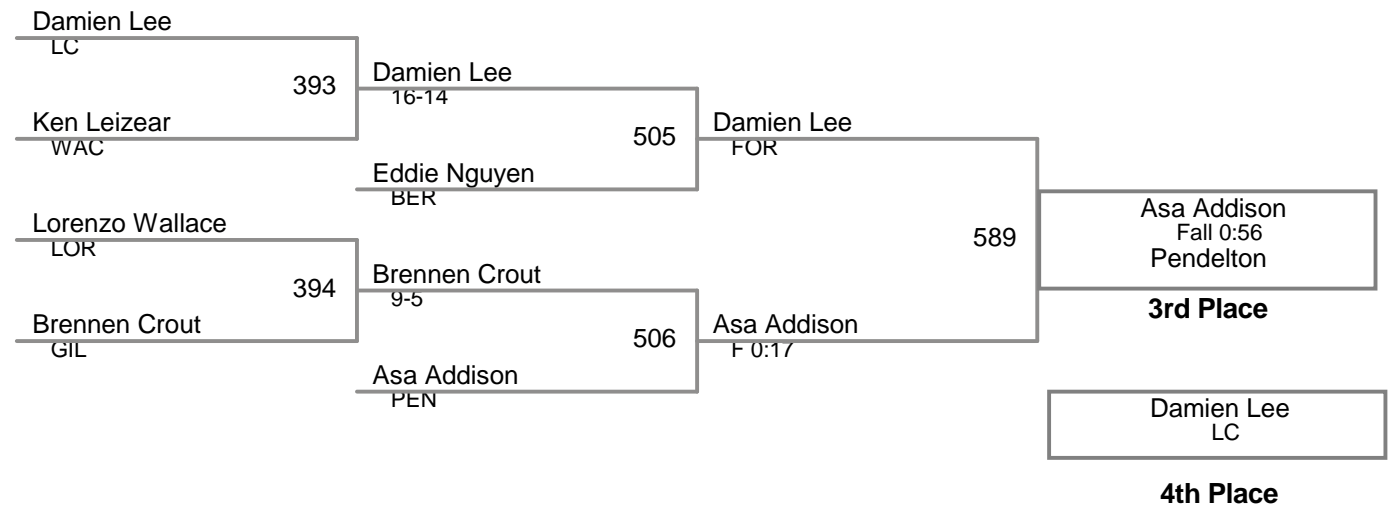 Damien Lee
LC
393
Damien Lee
16-14
Ken Leizear
WAC
505
Damien Lee
FOR
Eddie Nguyen
BER
Lorenzo Wallace
LOR
589
Asa Addison
Fall 0:56
Pendelton
3rd Place
394
Brennen Crout
9-5
Brennen Crout
GIL
506
Asa Addison
F 0:17
Asa Addison
PEN
Damien Lee
LC
4th Place